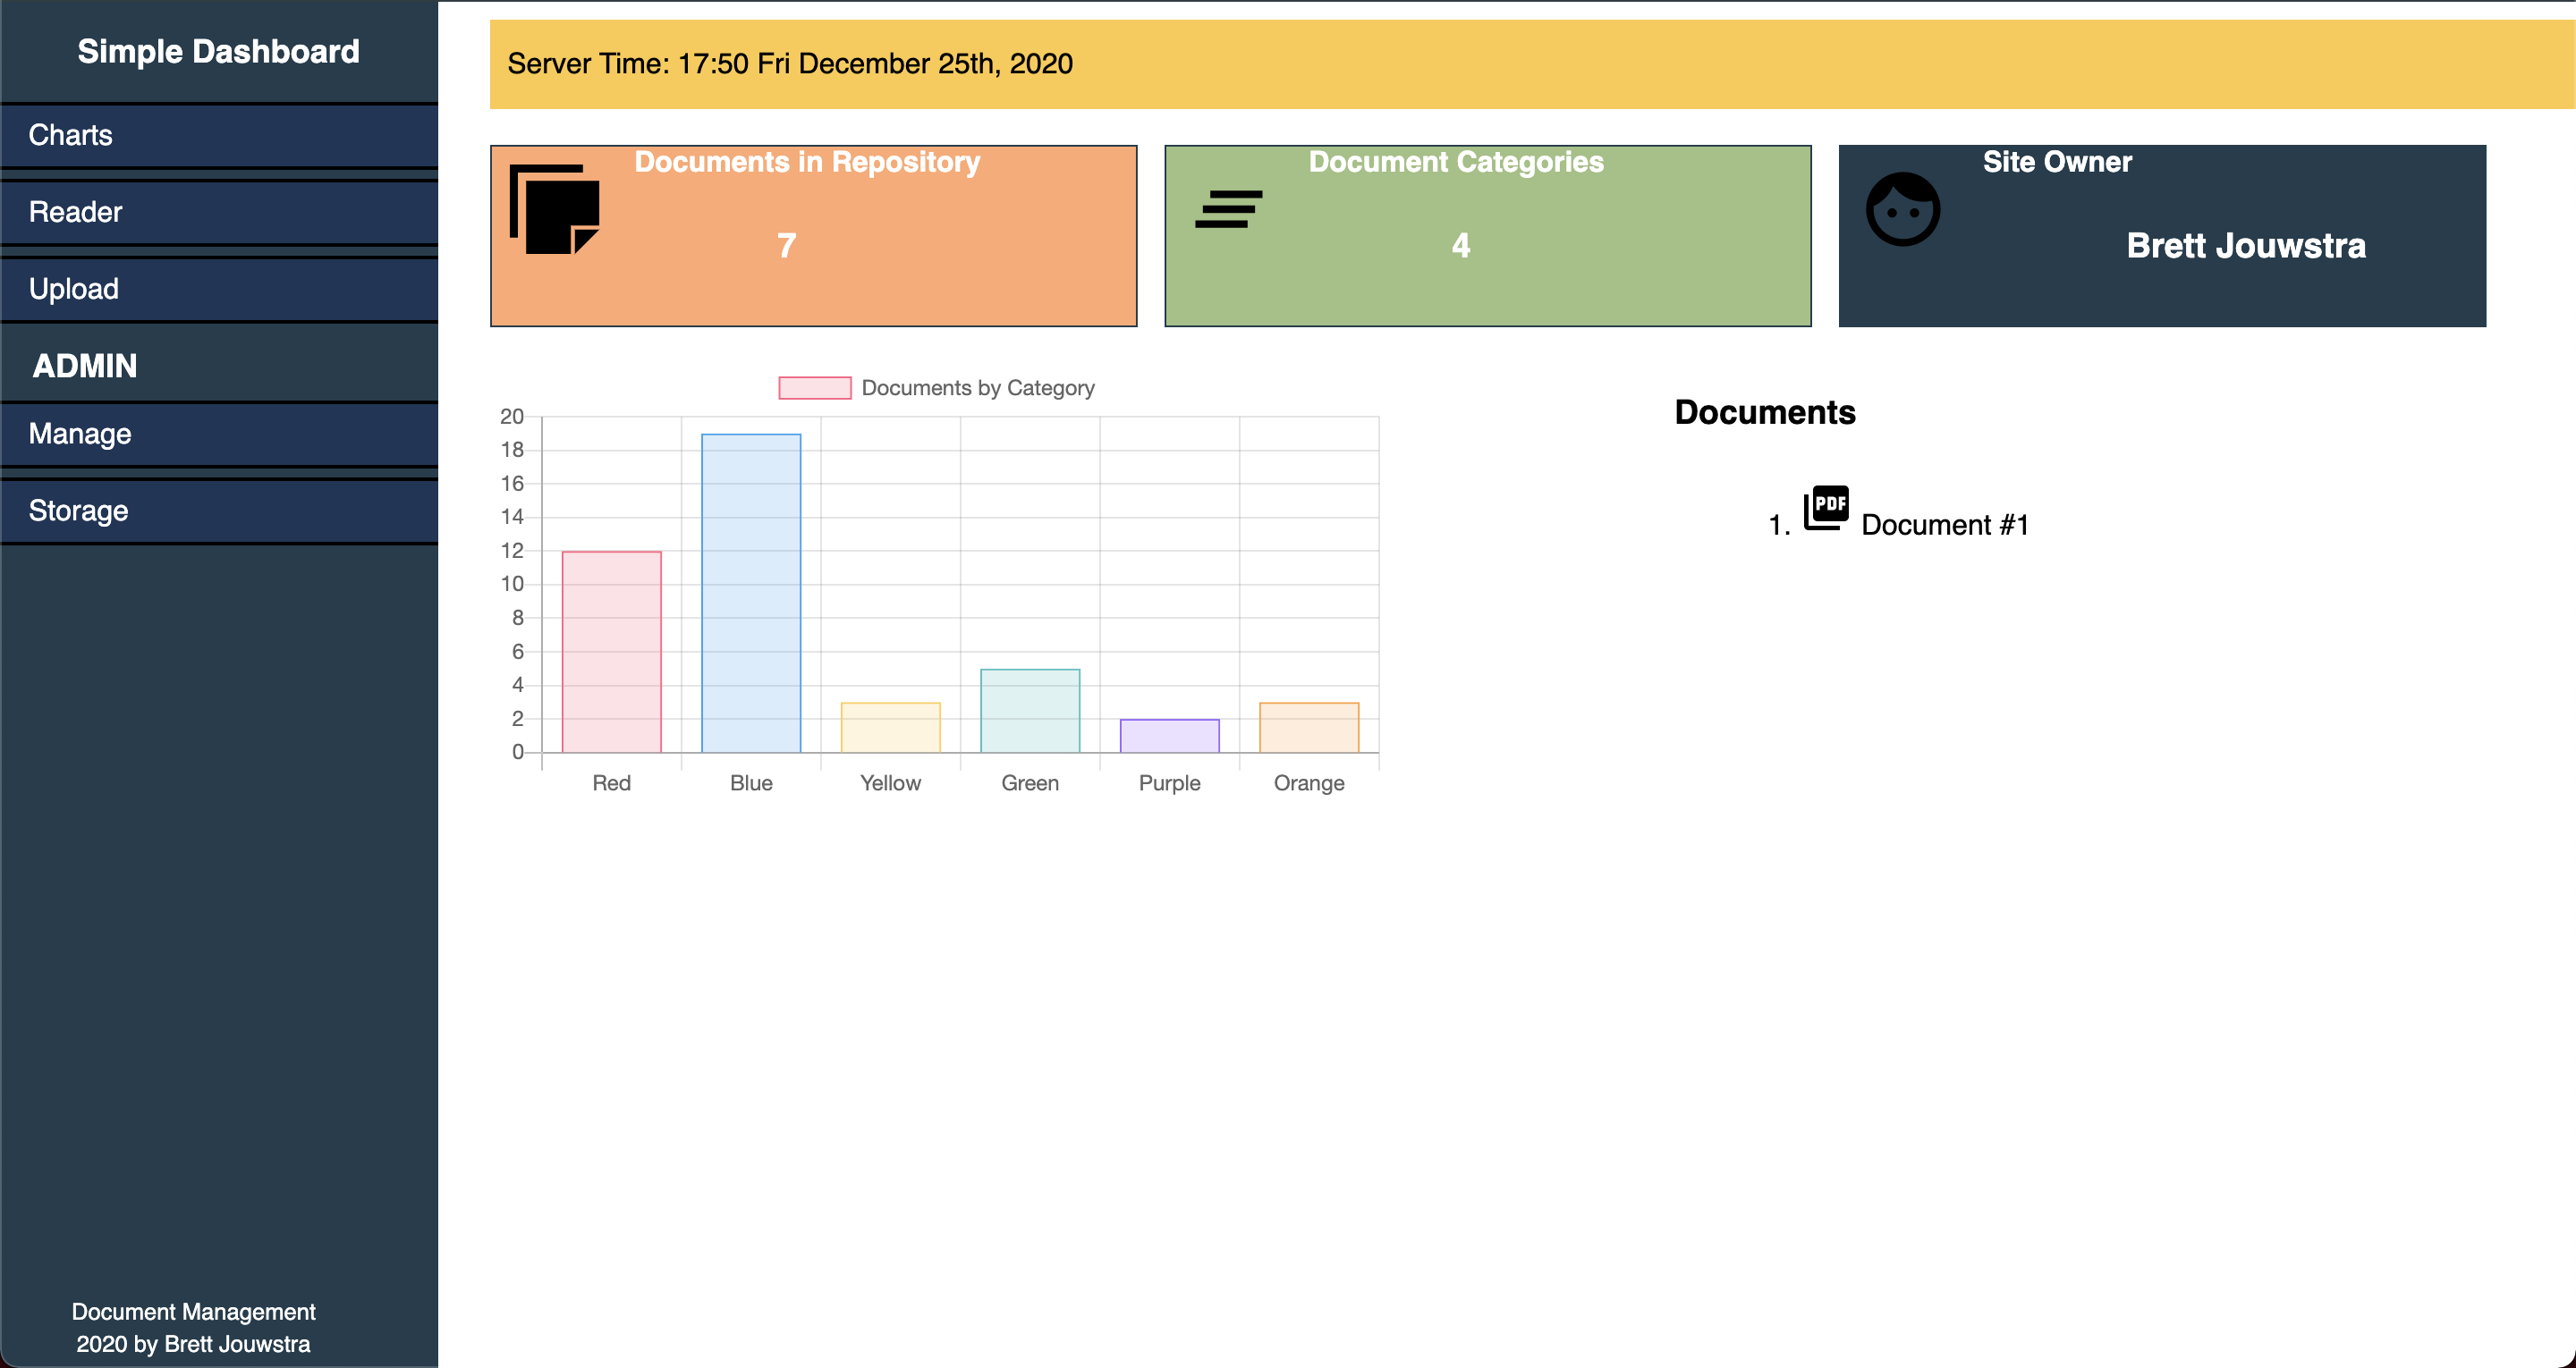 Simple Dashboard
Charts
Reader
Upload
ADMIN
Manage
Storage
Document Management
2020 by Brett Jouwstra
Server Time: 17:50 Fri December 25th, 2020
Documents in Repository
7
Document Categories
4
Site Owner
Brett Jouwstra
Documents by Category
20
18
16
14
12
10
8
6
4
2
0
Red Blue Yellow Green Purple Orange
Documents
1. PDF Document #1